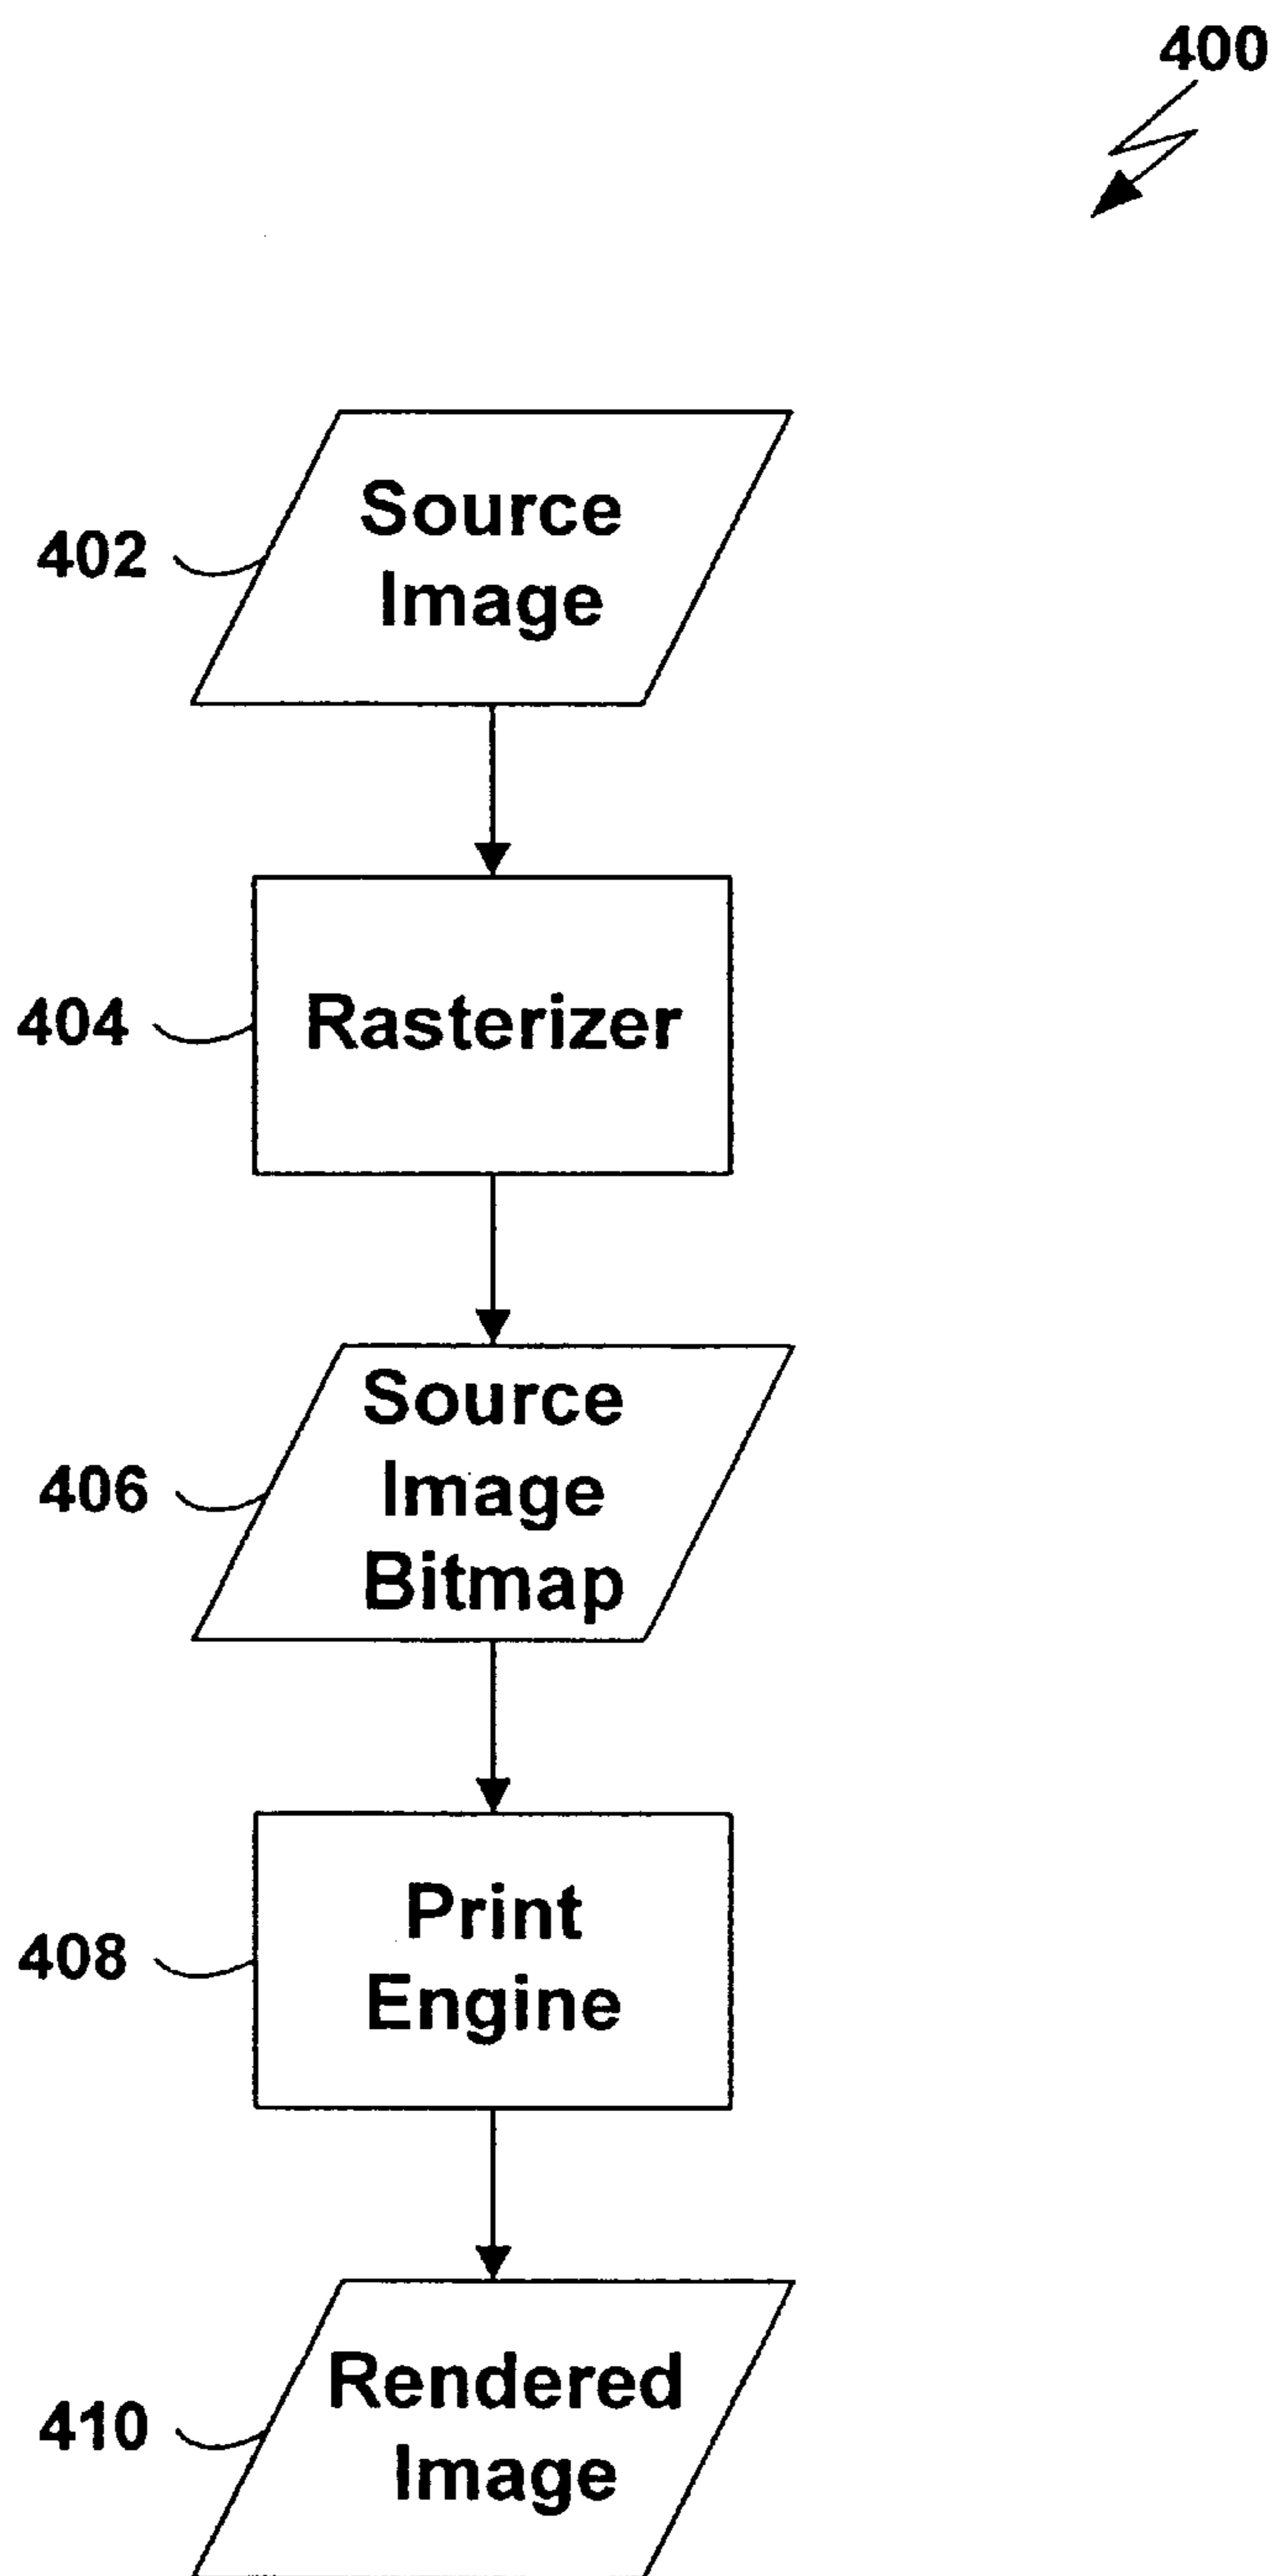 400
Source
Image
402
Rasterizer
404
Source
Image
Bitmap
406
Print
Engine
408
Rendered
Image
410